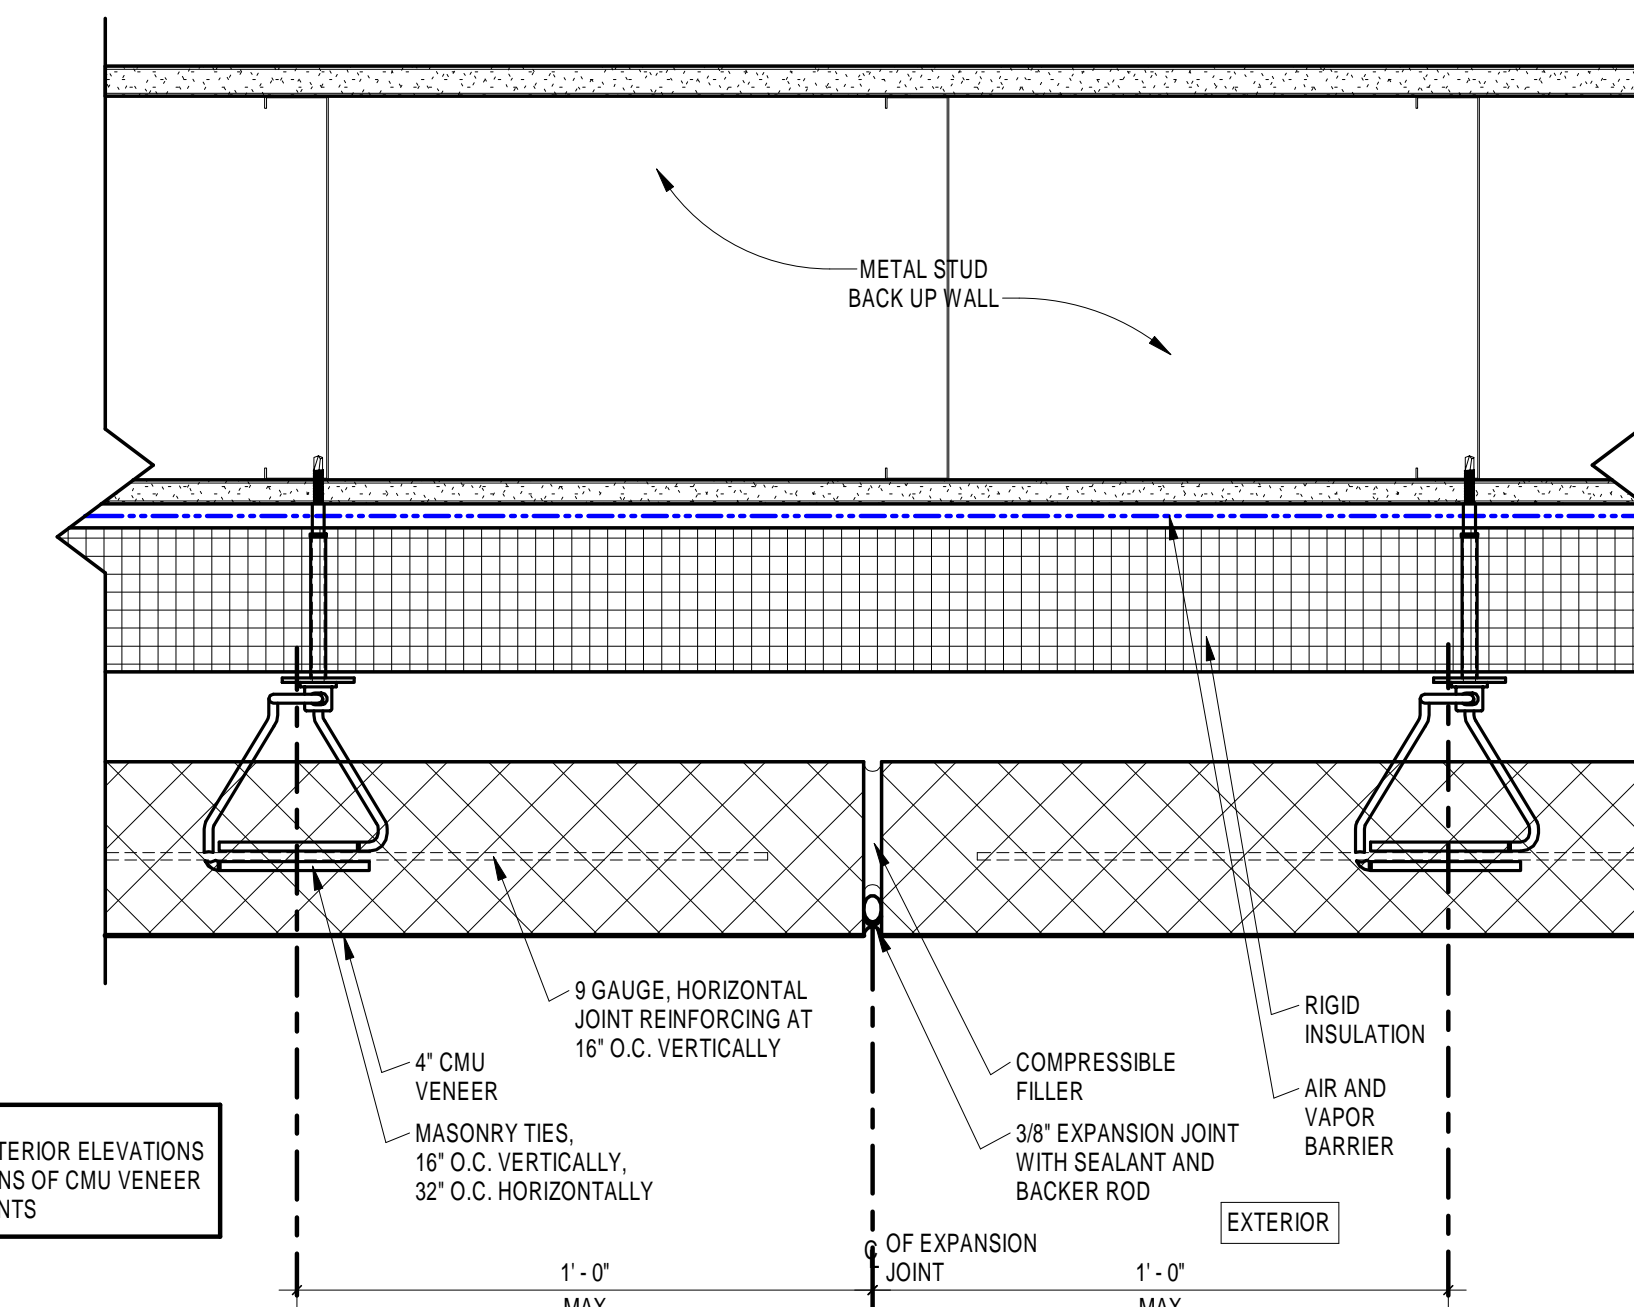 METAL STUD
BACK UP WALL
9 GAUGE, HORIZONTAL
JOINT REINFORCING AT
16" O.C. VERTICALLY
4" CMU
VENEER
MASONRY TIES,
16" O.C. VERTICALLY,
32" O.C. HORIZONTALLY
COMPRESSIBLE
FILLER
3/8" EXPANSION JOINT
WITH SEALANT AND
BACKER ROD
RIGID
INSULATION
AIR AND
VAPOR
BARRIER
TERIOR ELEVATIONS
NS OF CMU VENEER
NTS
EXTERIOR
℄ OF EXPANSION
JOINT
1' - 0"
MAX
1' - 0"
MAX